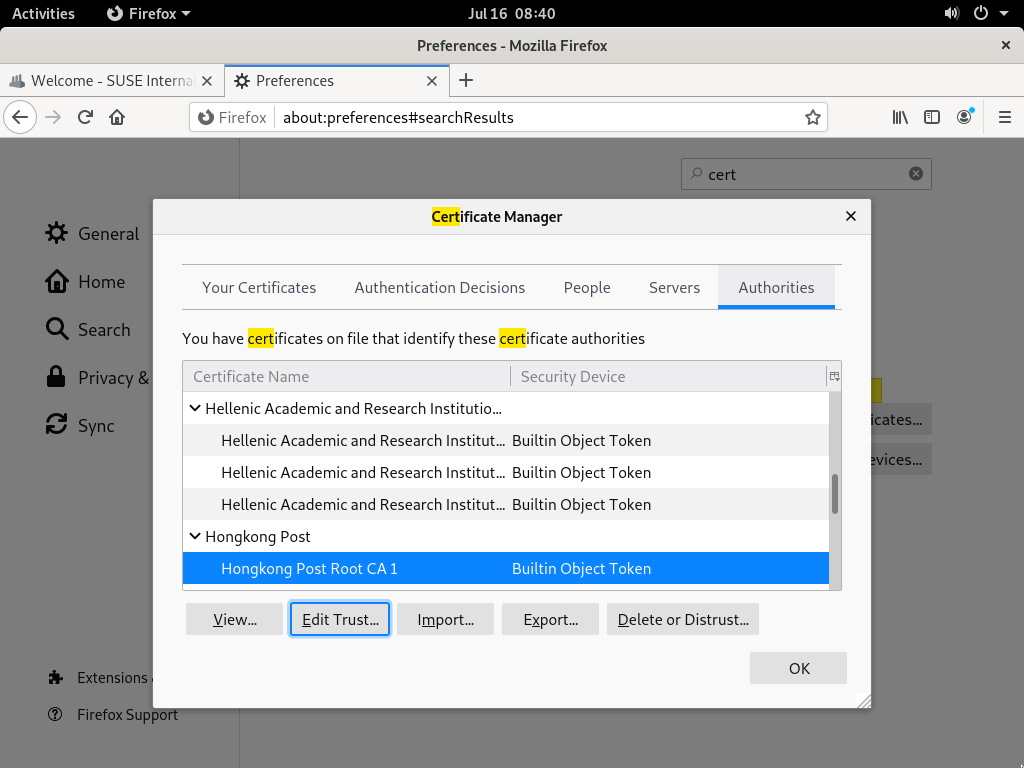 Activities Firefox Jul 16 08:40
Preferences - Mozilla Firefox
Welcome - SUSE Interna Preferences
Firefox about:preferences#searchResults
cert
Certificate Manager
General
Home
Search
Privacy &
Sync
Extensions
Firefox Support
Your Certificates Authentication Decisions People Servers Authorities
You have certificates on file that identify these certificate authorities
Certificate Name Security Device
Hellenic Academic and Research Institutio...
Hellenic Academic and Research Institut... Builtin Object Token
Hellenic Academic and Research Institut... Builtin Object Token
Hellenic Academic and Research Institut... Builtin Object Token
Hongkong Post
Hongkong Post Root CA 1 Builtin Object Token
View... Edit Trust... Import... Export... Delete or Distrust...
OK
icates...
evices...